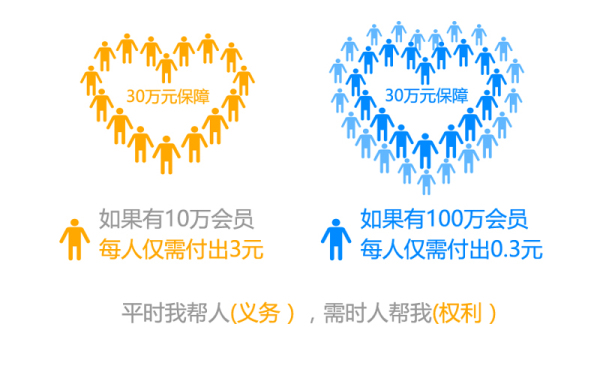 30万元保障
30万元保障
如果有10万会员
每人仅需付出3元
如果有100万会员
每人仅需付出0.3元
平时我帮人(义务），需时人帮我(权利）